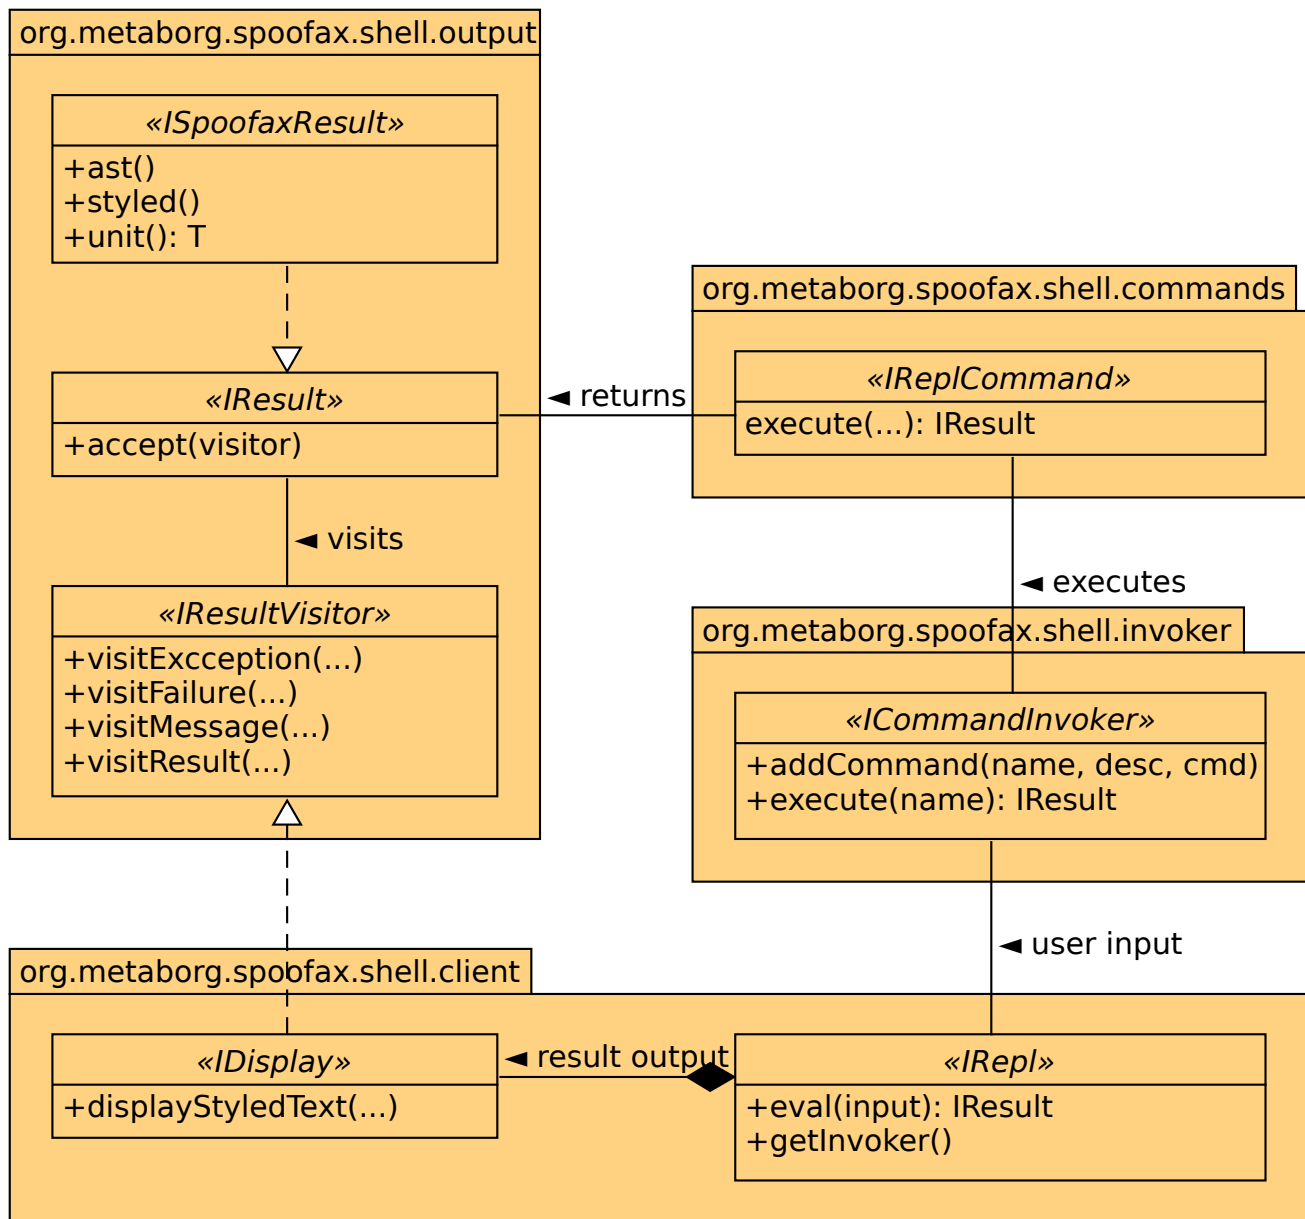 org.metaborg.spoofax.shell.output
«ISpoofaxResult»
+ast()
+styled()
+unit(): T
«IResult»
+accept(visitor)
◄ visits
«IResultVisitor»
+visitExcception(...)
+visitFailure(...)
+visitMessage(...)
+visitResult(...)
◄ returns
org.metaborg.spoofax.shell.commands
«IReplCommand»
execute(...): IResult
◄ executes
org.metaborg.spoofax.shell.invoker
«ICommandInvoker»
+addCommand(name, desc, cmd)
+execute(name): IResult
◄ user input
org.metaborg.spoofax.shell.client
«IDisplay»
+displayStyledText(...)
◄ result output
«IRepl»
+eval(input): IResult
+getInvoker()